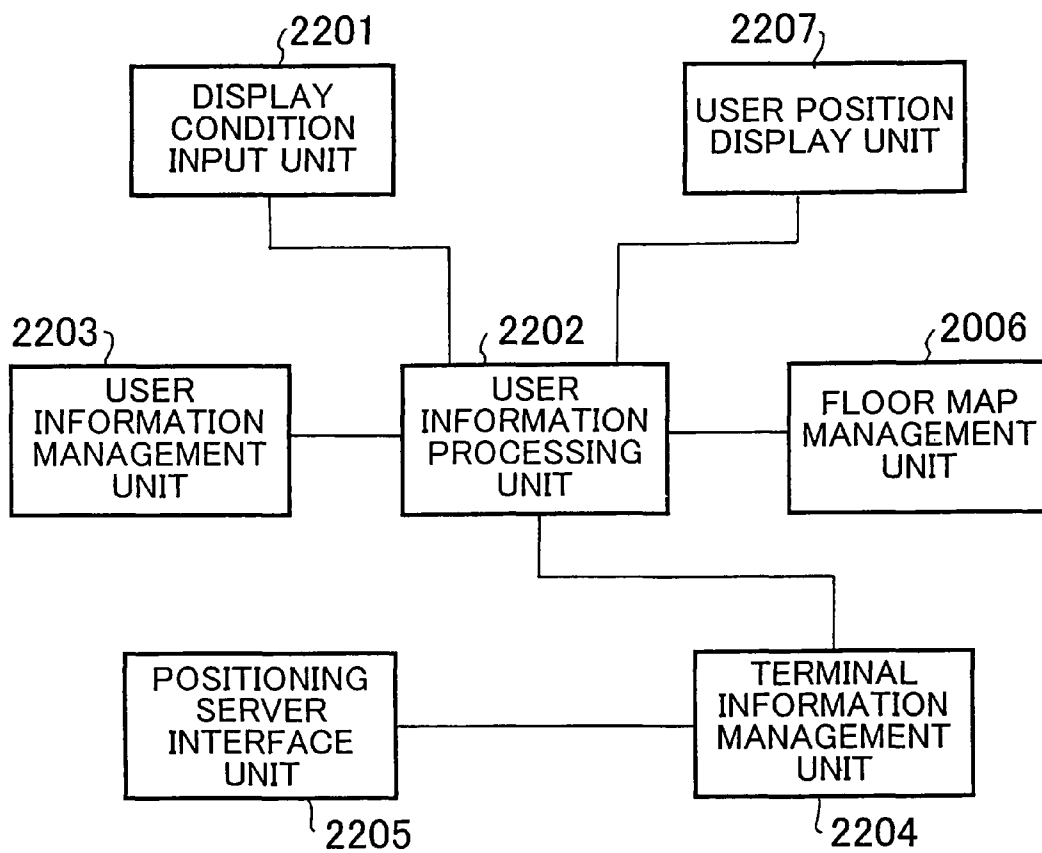 2201
DISPLAY
CONDITION
INPUT UNIT
2207
USER POSITION
DISPLAY UNIT
2203
USER
INFORMATION
MANAGEMENT
UNIT
2202
USER
INFORMATION
PROCESSING
UNIT
2006
FLOOR MAP
MANAGEMENT
UNIT
POSITIONING
SERVER
INTERFACE
UNIT
2205
TERMINAL
INFORMATION
MANAGEMENT
UNIT
2204